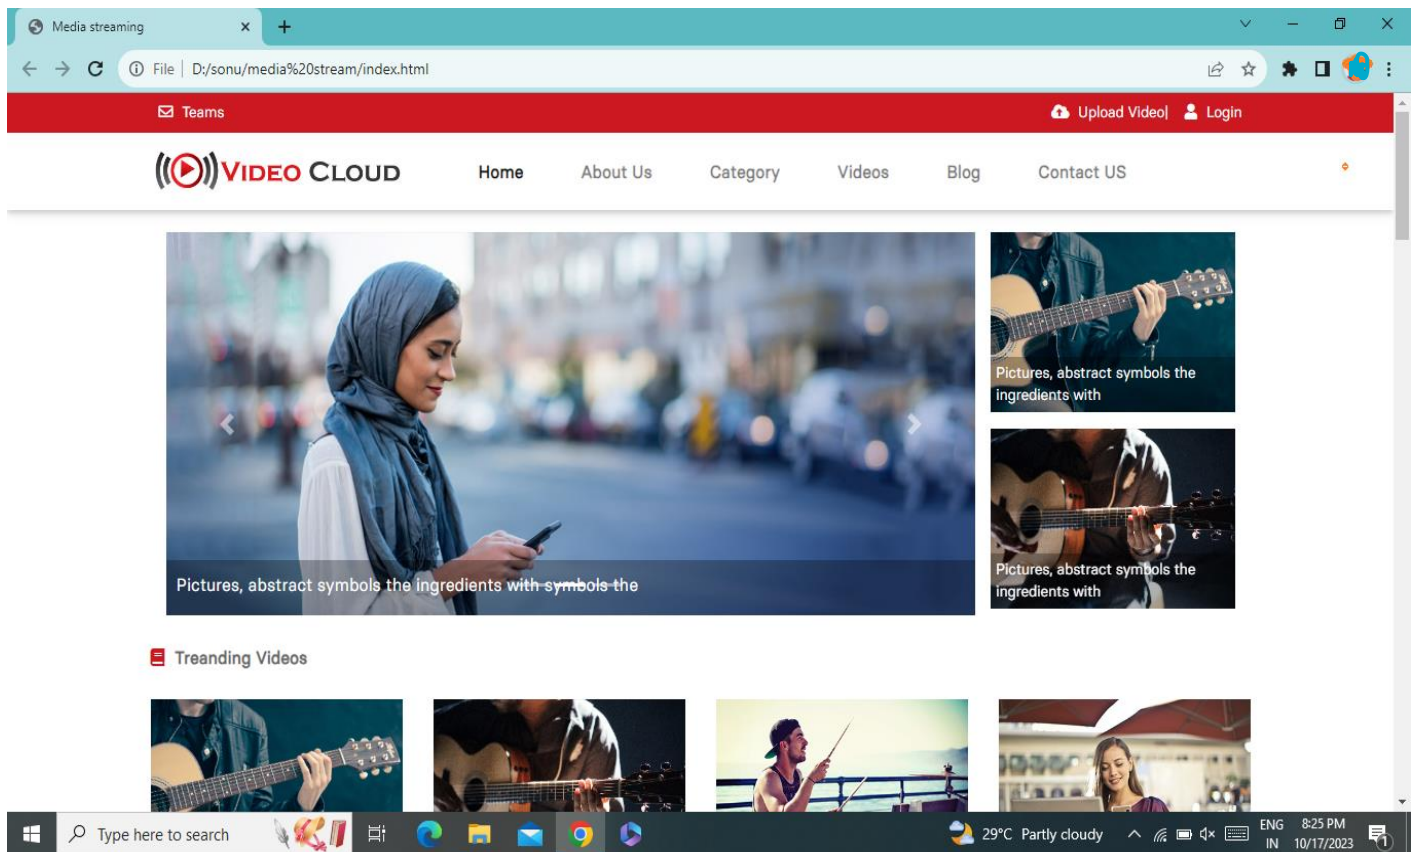 Media streaming
File | D:/sonu/media%20stream/index.html
Teams
Upload Video| Login
VIDEO CLOUD
Home About Us Category Videos Blog Contact US
Pictures, abstract symbols the
ingredients with
Pictures, abstract symbols the ingredients with symbols the
Pictures, abstract symbols the
ingredients with
Treanding Videos
Type here to search
29°C Partly cloudy
ENG
IN
8:25 PM
10/17/2023
1